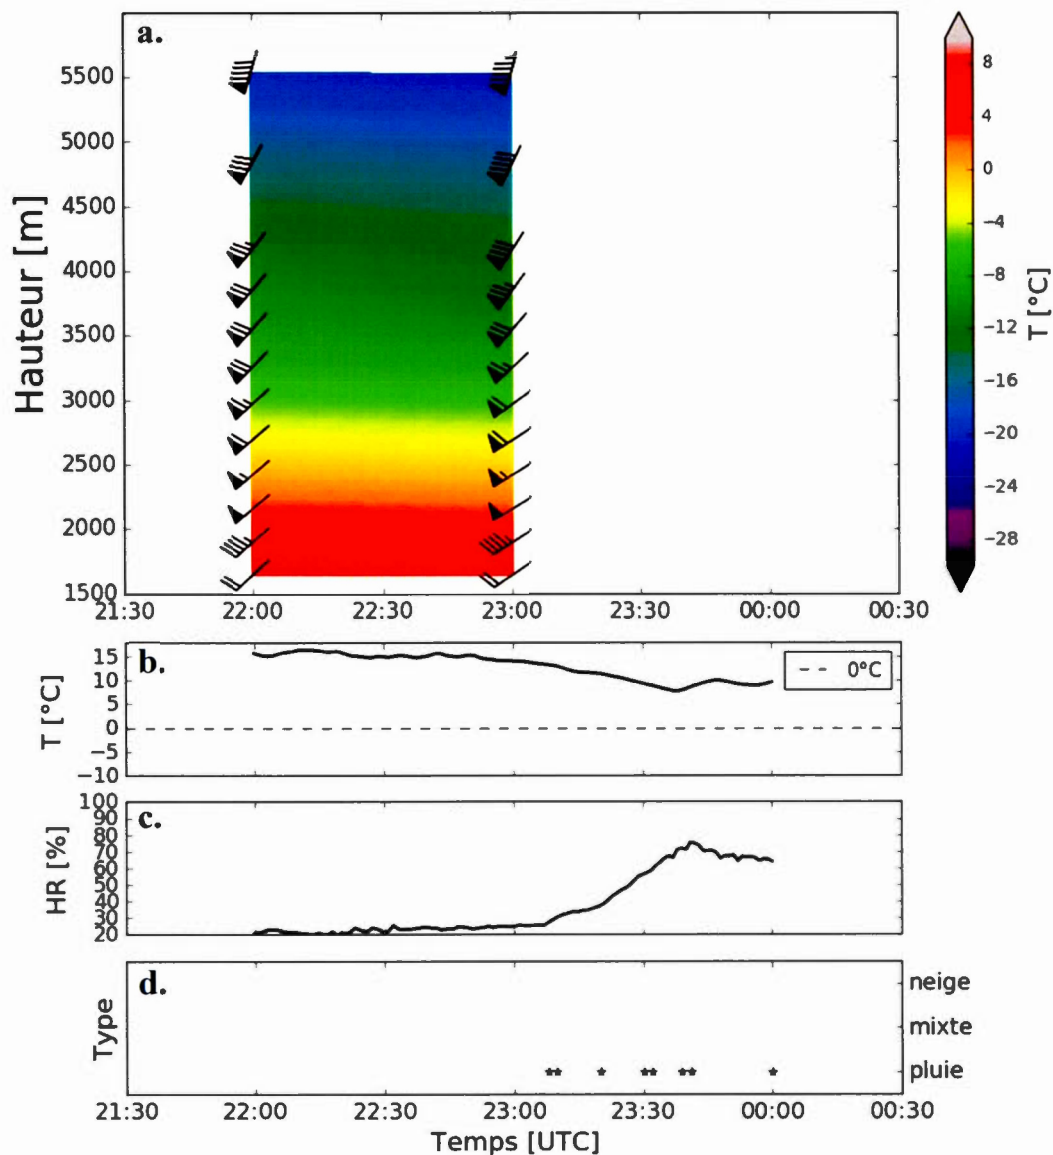 a.
Hauteur [m]
5500
5000
4500
4000
3500
3000
2500
2000
1500
21:30 22:00 22:30 23:00 23:30 00:00 00:30
8
4
0
−4
−8
−12
−16
−20
−24
−28
T [°C]
b.
T [°C]
15
10
5
0
−5
−10
0°C
c.
HR [%]
100
90
80
70
60
50
40
30
20
d.
Type
neige
mixte
pluie
21:30 22:00 22:30 23:00 23:30 00:00 00:30
Temps [UTC]